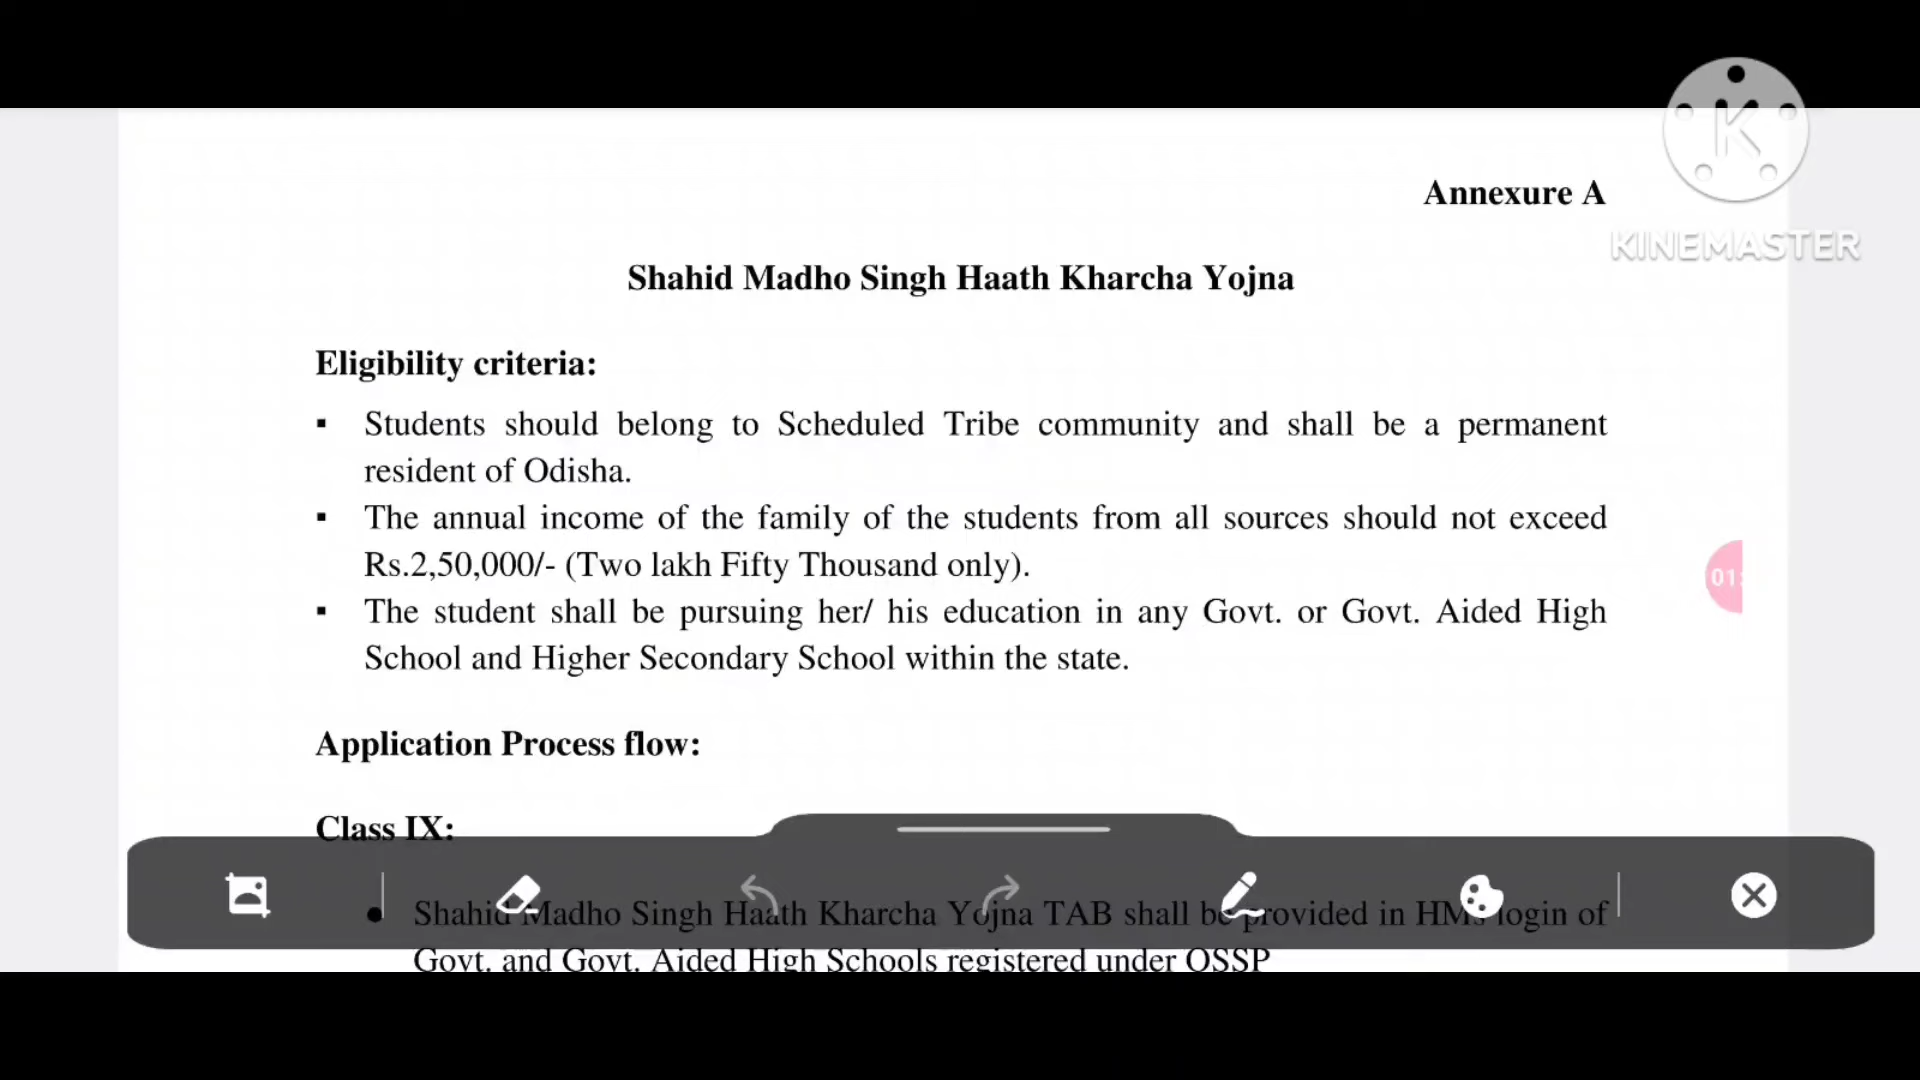 Annexure A
KINEMASTER
Shahid Madho Singh Haath Kharcha Yojna
Eligibility criteria:
▪ Students should belong to Scheduled Tribe community and shall be a permanent
resident of Odisha.
▪ The annual income of the family of the students from all sources should not exceed
Rs.2,50,000/- (Two lakh Fifty Thousand only).
01:
▪ The student shall be pursuing her/ his education in any Govt. or Govt. Aided High
School and Higher Secondary School within the state.
Application Process flow:
Class IX:
● Shahid Madho Singh Haath Kharcha Yojna TAB shall be provided in HMs login of
Govt. and Govt. Aided High Schools registered under OSSP